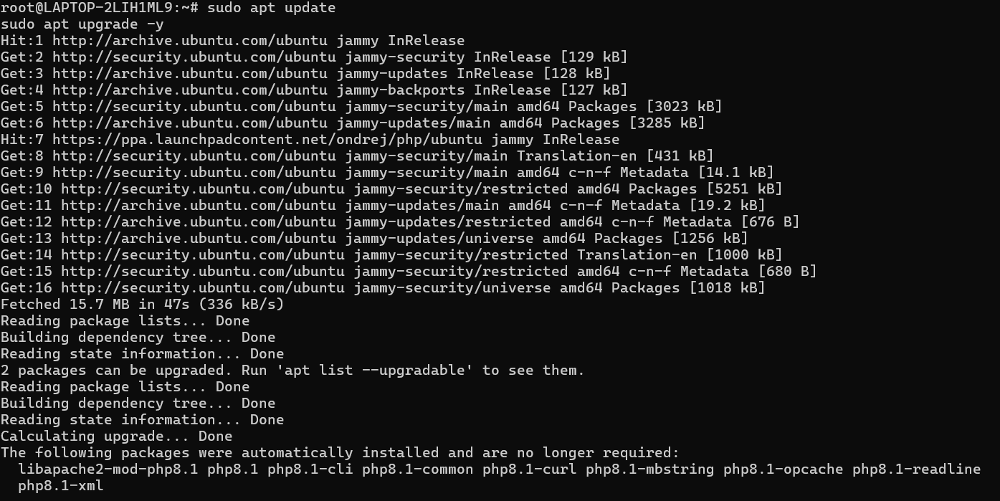 root@LAPTOP-2LIH1ML9:~# sudo apt update
sudo apt upgrade -y
Hit:1 http://archive.ubuntu.com/ubuntu jammy InRelease
Get:2 http://security.ubuntu.com/ubuntu jammy-security InRelease [129 kB]
Get:3 http://archive.ubuntu.com/ubuntu jammy-updates InRelease [128 kB]
Get:4 http://archive.ubuntu.com/ubuntu jammy-backports InRelease [127 kB]
Get:5 http://security.ubuntu.com/ubuntu jammy-security/main amd64 Packages [3023 kB]
Get:6 http://archive.ubuntu.com/ubuntu jammy-updates/main amd64 Packages [3285 kB]
Hit:7 https://ppa.launchpadcontent.net/ondrej/php/ubuntu jammy InRelease
Get:8 http://security.ubuntu.com/ubuntu jammy-security/main Translation-en [431 kB]
Get:9 http://security.ubuntu.com/ubuntu jammy-security/main amd64 c-n-f Metadata [14.1 kB]
Get:10 http://security.ubuntu.com/ubuntu jammy-security/restricted amd64 Packages [5251 kB]
Get:11 http://archive.ubuntu.com/ubuntu jammy-updates/main amd64 c-n-f Metadata [19.2 kB]
Get:12 http://archive.ubuntu.com/ubuntu jammy-updates/restricted amd64 c-n-f Metadata [676 B]
Get:13 http://archive.ubuntu.com/ubuntu jammy-updates/universe amd64 Packages [1256 kB]
Get:14 http://security.ubuntu.com/ubuntu jammy-security/restricted Translation-en [1000 kB]
Get:15 http://security.ubuntu.com/ubuntu jammy-security/restricted amd64 c-n-f Metadata [680 B]
Get:16 http://security.ubuntu.com/ubuntu jammy-security/universe amd64 Packages [1018 kB]
Fetched 15.7 MB in 47s (336 kB/s)
Reading package lists... Done
Building dependency tree... Done
Reading state information... Done
2 packages can be upgraded. Run 'apt list --upgradable' to see them.
Reading package lists... Done
Building dependency tree... Done
Reading state information... Done
Calculating upgrade... Done
The following packages were automatically installed and are no longer required:
  libapache2-mod-php8.1 php8.1 php8.1-cli php8.1-common php8.1-curl php8.1-mbstring php8.1-opcache php8.1-readline
  php8.1-xml